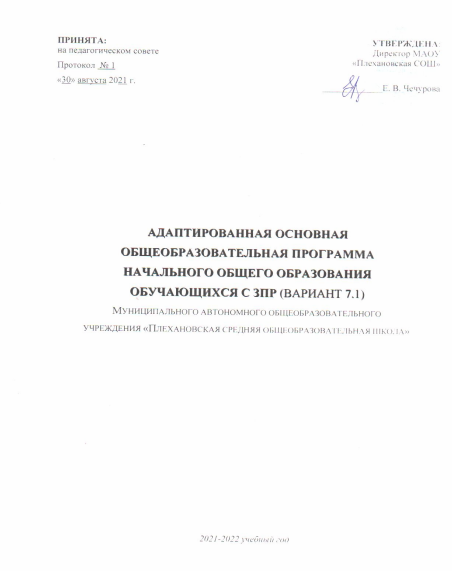 ПРИНЯТА:
на педагогическом совете
Протокол № 1
«30» августа 2021 г.
УТВЕРЖДЕНА:
Директор МАОУ
«Плехановская СОШ»
Е. В. Чечурова
АДАПТИРОВАННАЯ ОСНОВНАЯ
ОБЩЕОБРАЗОВАТЕЛЬНАЯ ПРОГРАММА
НАЧАЛЬНОГО ОБЩЕГО ОБРАЗОВАНИЯ
ОБУЧАЮЩИХСЯ С ЗПР (ВАРИАНТ 7.1)
МУНИЦИПАЛЬНОГО АВТОНОМНОГО ОБЩЕОБРАЗОВАТЕЛЬНОГО
УЧРЕЖДЕНИЯ «ПЛЕХАНОВСКАЯ СРЕДНЯЯ ОБЩЕОБРАЗОВАТЕЛЬНАЯ ШКОЛА»
2021-2022 учебный год